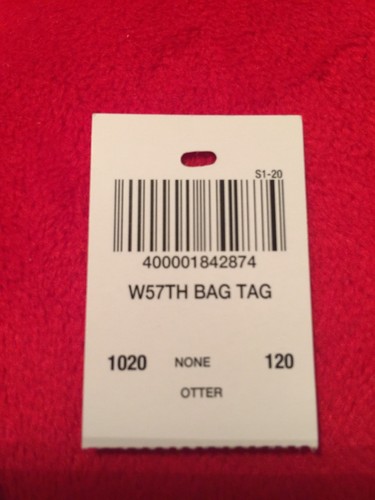 S1-20
400001842874
W57TH BAG TAG
1020 NONE 120
OTTER